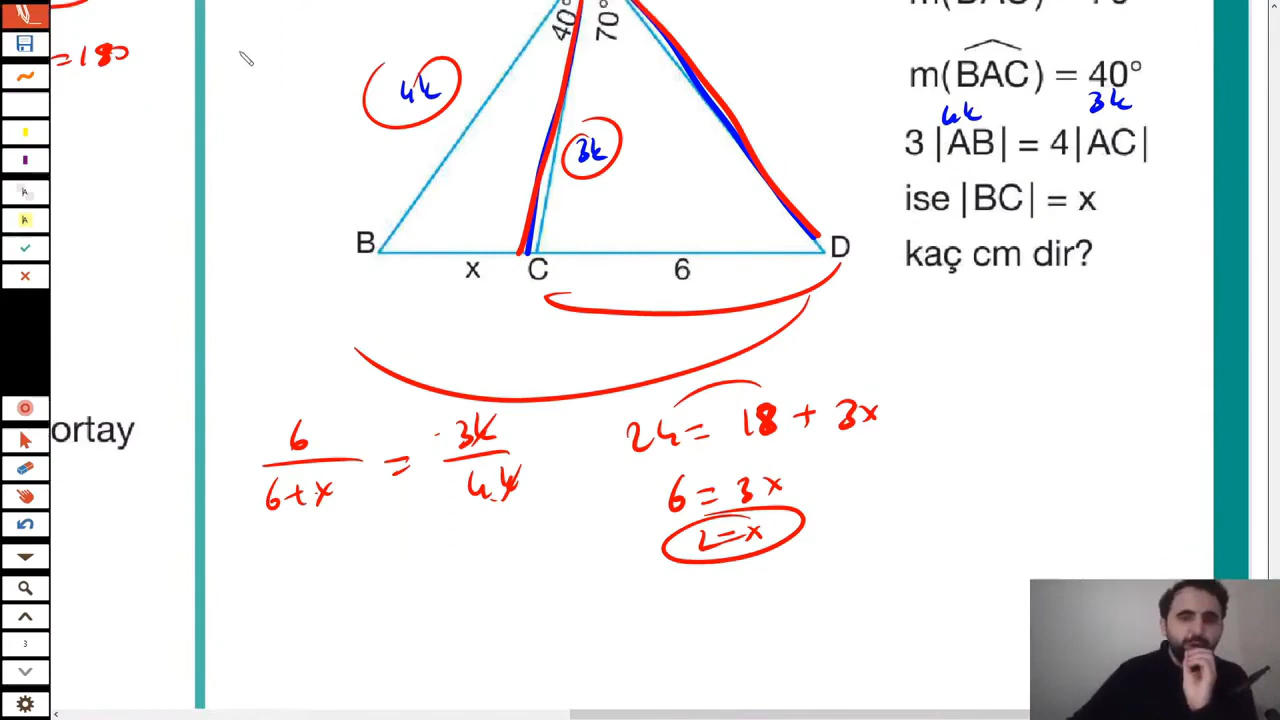 =180
40°
70°
4k
3k
B
x
C
6
D
m(BAC) = 40°
4k 3k
3 |AB| = 4|AC|
ise |BC| = x
kaç cm dir?
ortay
6/6+x = 3k/4k
24 = 18 + 3x
6 = 3x
2 = x
3